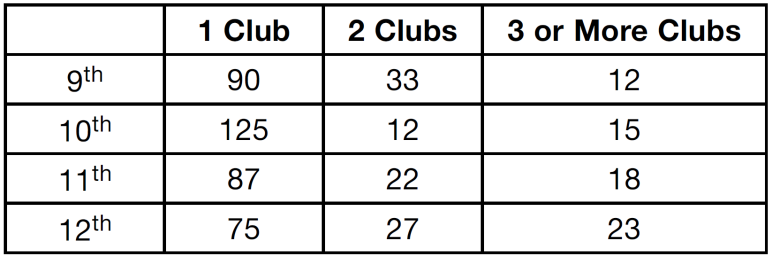 1 Club 2 Clubs 3 or More Clubs
9th 90 33 12
10th 125 12 15
11th 87 22 18
12th 75 27 23